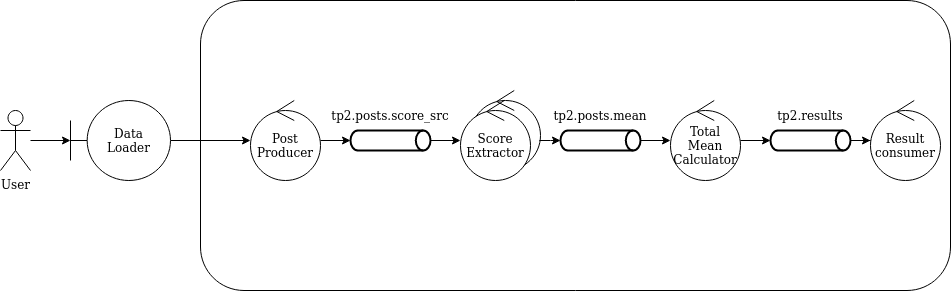 tp2.posts.score_src
tp2.posts.mean
tp2.results
User
Data
Loader
Post
Producer
Score
Extractor
Total
Mean
Calculator
Result
consumer